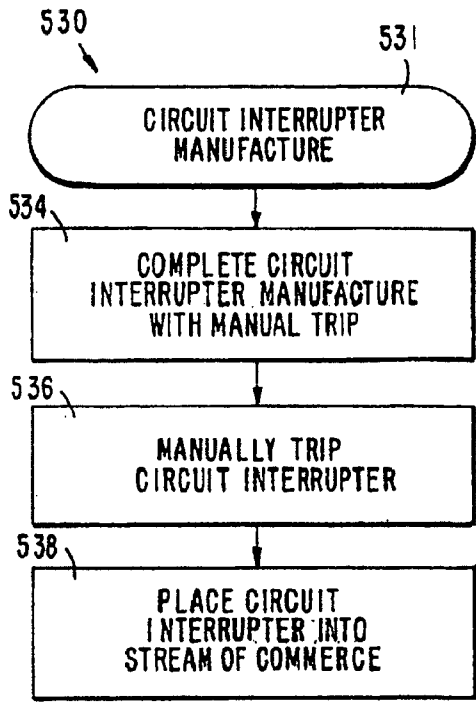 530
531
CIRCUIT INTERRUPTER
MANUFACTURE
534
COMPLETE CIRCUIT
INTERRUPTER MANUFACTURE
WITH MANUAL TRIP
536
MANUALLY TRIP
CIRCUIT INTERRUPTER
538
PLACE CIRCUIT
INTERRUPTER INTO
STREAM OF COMMERCE